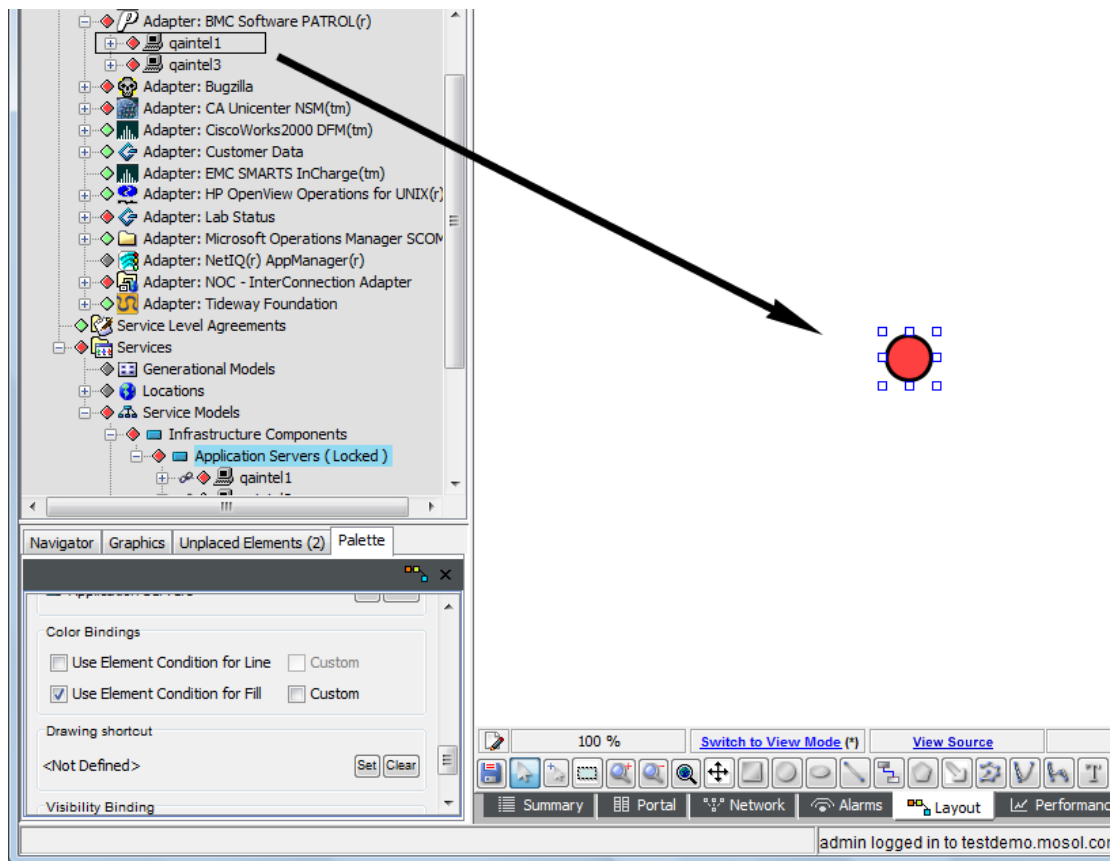 Adapter: BMC Software PATROL(r)
qaintel1
qaintel3
Adapter: Bugzilla
Adapter: CA Unicenter NSM(tm)
Adapter: CiscoWorks2000 DFM(tm)
Adapter: Customer Data
Adapter: EMC SMARTS InCharge(tm)
Adapter: HP OpenView Operations for UNIX(r)
Adapter: Lab Status
Adapter: Microsoft Operations Manager SCOM
Adapter: NetIQ(r) AppManager(r)
Adapter: NOC - InterConnection Adapter
Adapter: Tideway Foundation
Service Level Agreements
Services
Generational Models
Locations
Service Models
Infrastructure Components
Application Servers ( Locked )
qaintel1
Navigator Graphics Unplaced Elements (2) Palette
Application Servers
Color Bindings
Use Element Condition for Line Custom
Use Element Condition for Fill Custom
Drawing shortcut
<Not Defined> Set Clear
Visibility Binding
100 % Switch to View Mode (*) View Source
T
Summary Portal Network Alarms Layout Performanc
admin logged in to testdemo.mosol.com